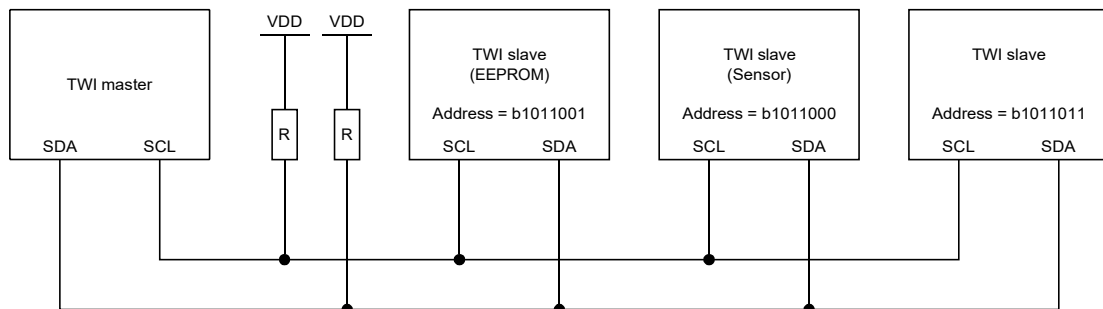 TWI master
SDA SCL
VDD VDD
R R
TWI slave
(EEPROM)
Address = b1011001
SCL SDA
TWI slave
(Sensor)
Address = b1011000
SCL SDA
TWI slave
Address = b1011011
SCL SDA